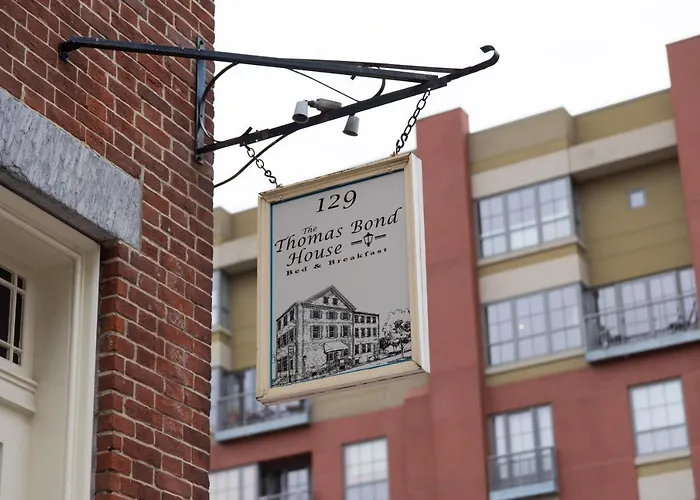 129
The
Thomas Bond
House
Bed & Breakfast